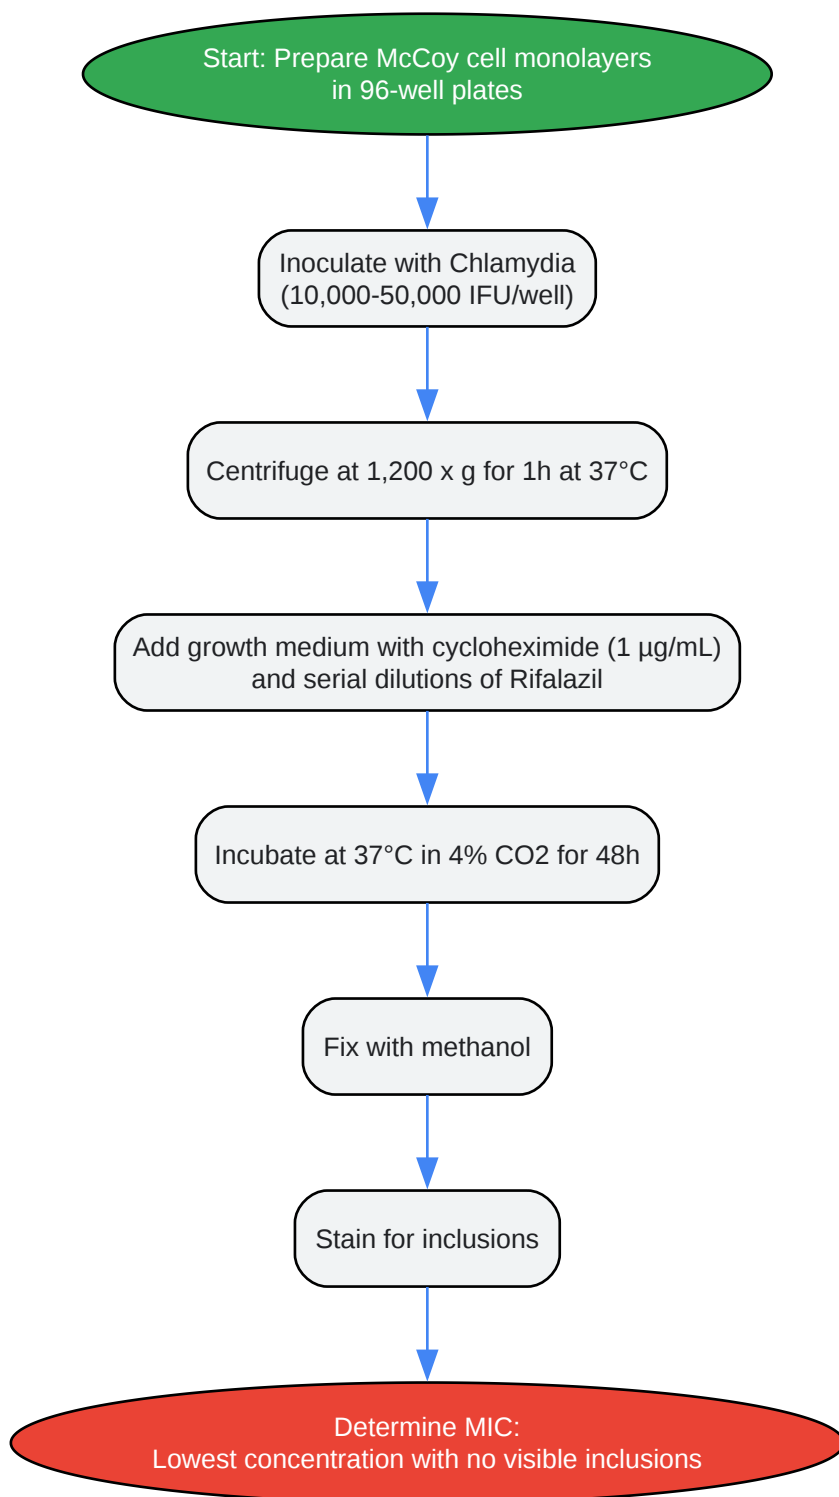 Start: Prepare McCoy cell monolayers
in 96-well plates
Inoculate with Chlamydia
(10,000-50,000 IFU/well)
Centrifuge at 1,200 x g for 1h at 37°C
Add growth medium with cycloheximide (1 µg/mL)
and serial dilutions of Rifalazil
Incubate at 37°C in 4% CO2 for 48h
Fix with methanol
Stain for inclusions
Determine MIC:
Lowest concentration with no visible inclusions